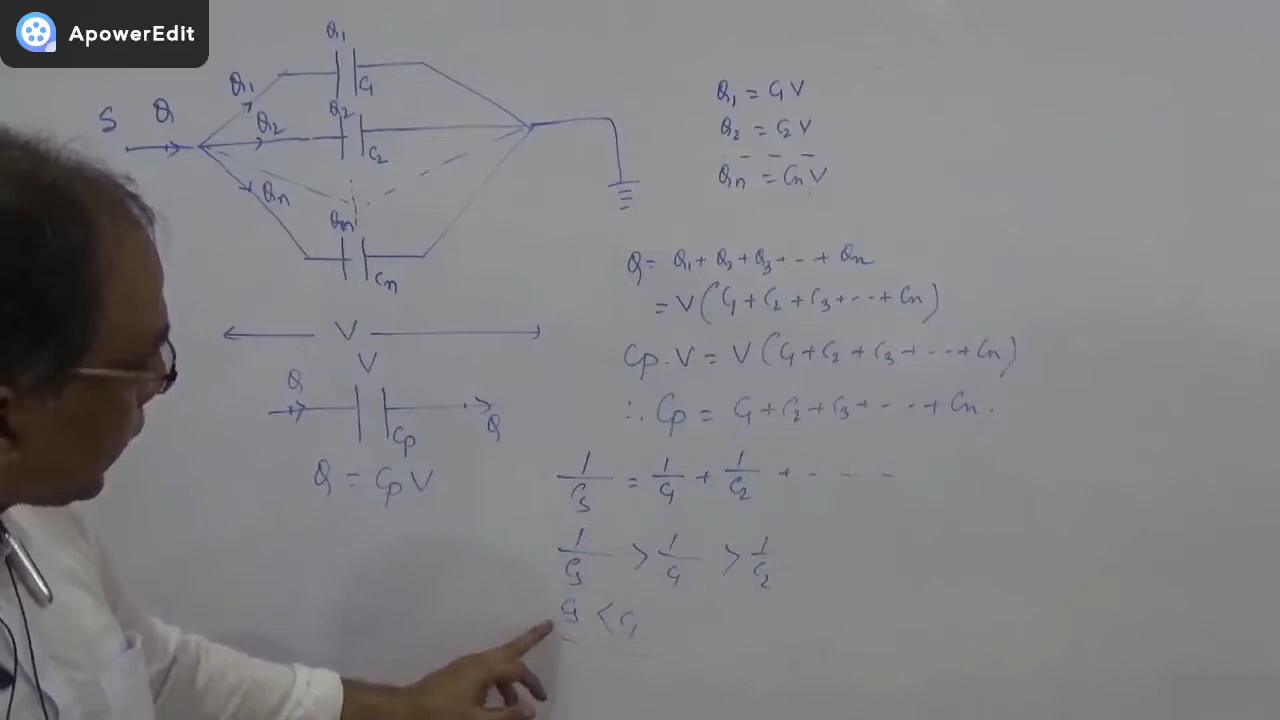 ApowerEdit
Q₁
Q₁ C₁
S Q
Q₂ Q₂
C₂
Qn
Qn
Cn
V
V
Q
Cp Q
Q = CpV
Q₁ = C₁V
Q₂ = C₂V
- - -
Qn = CnV
Q = Q₁ + Q₂ + Q₃ + -- + Qn
= V(C₁ + C₂ + C₃ + --- + Cn)
Cp.V = V(C₁ + C₂ + C₃ + --- + Cn)
∴ Cp = C₁ + C₂ + C₃ + - -- + Cn.
1/Cs = 1/C₁ + 1/C₂ + - - - -
1/Cs > 1/C₁ > 1/C₂
Cs < C₁